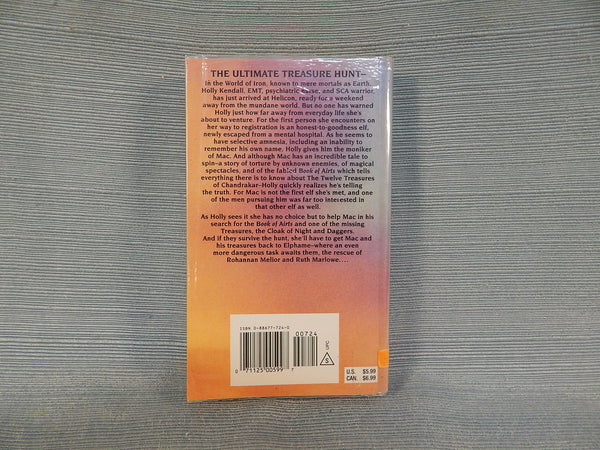 THE ULTIMATE TREASURE HUNT—
In the World of Iron, known to mere mortals as Earth,
Holly Kendall, EMT, psychiatric nurse, and SCA warrior,
has just arrived at Helicon, ready for a weekend
away from the mundane world. But no one has warned
Holly just how far away from everyday life she's
about to venture. For the first person she encounters on
her way to registration is an honest-to-goodness elf,
newly escaped from a mental hospital. As he seems to
have selective amnesia, including an inability to
remember his own name, Holly gives him the moniker
of Mac. And although Mac has an incredible tale to
spin—a story of torture by unknown enemies, of magical
spectacles, and of the fabled Book of Airts which tells
everything there is to know about The Twelve Treasures
of Chandrakar—Holly quickly realizes he's telling
the truth. For Mac is not the first elf she's met, and one
of the men pursuing him was far too interested in
that other elf as well.
As Holly sees it she has no choice but to help Mac in his
search for the Book of Airts and one of the missing
Treasures, the Cloak of Night and Daggers.
And if they survive the hunt, she'll have to get Mac and
his treasures back to Elphame—where an even
more dangerous task awaits them, the rescue of
Rohannan Melior and Ruth Marlowe....
ISBN 0-88677-724-0
00724
UPC
S
0 71125 00599 7
U.S. $5.99
CAN. $6.99